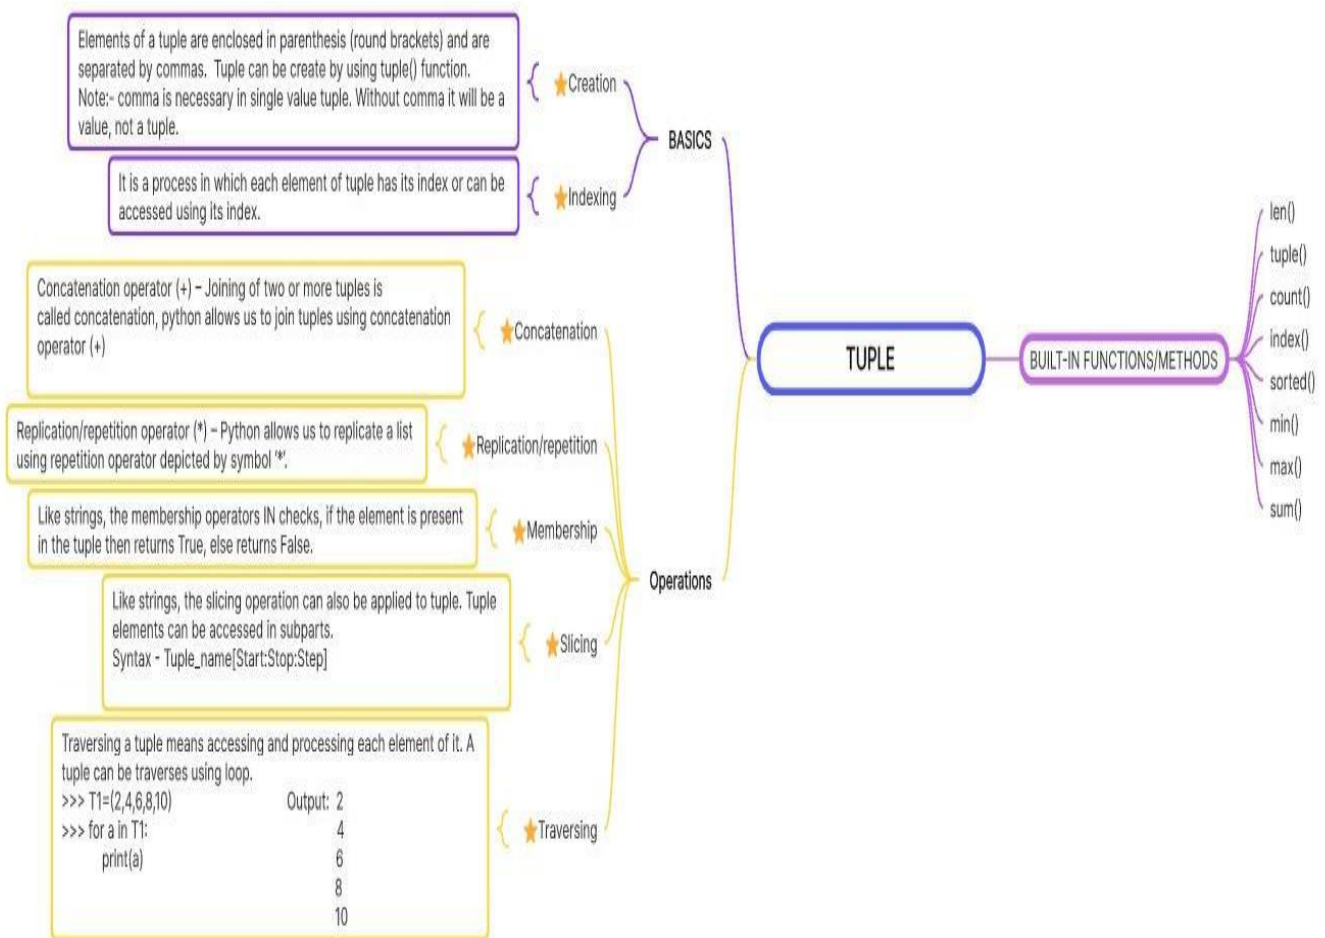 Elements of a tuple are enclosed in parenthesis (round brackets) and are
separated by commas. Tuple can be create by using tuple() function.
Note:- comma is necessary in single value tuple. Without comma it will be a
value, not a tuple.
Creation
BASICS
It is a process in which each element of tuple has its index or can be
accessed using its index.
Indexing
Concatenation operator (+) – Joining of two or more tuples is
called concatenation, python allows us to join tuples using concatenation
operator (+)
Concatenation
Replication/repetition operator (*) – Python allows us to replicate a list
using repetition operator depicted by symbol '*'.
Replication/repetition
Like strings, the membership operators IN checks, if the element is present
in the tuple then returns True, else returns False.
Membership
Operations
Like strings, the slicing operation can also be applied to tuple. Tuple
elements can be accessed in subparts.
Syntax - Tuple_name[Start:Stop:Step]
Slicing
Traversing a tuple means accessing and processing each element of it. A
tuple can be traverses using loop.
>>> T1=(2,4,6,8,10) Output: 2
>>> for a in T1: 4
print(a) 6
8
10
Traversing
TUPLE
BUILT-IN FUNCTIONS/METHODS
len()
tuple()
count()
index()
sorted()
min()
max()
sum()